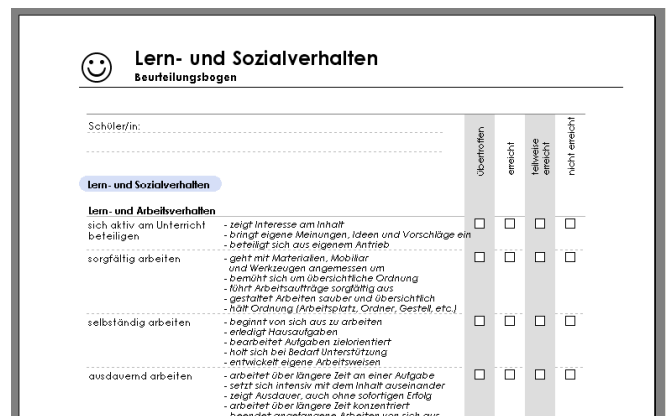 Lern- und Sozialverhalten
Beurteilungsbogen
Schüler/in:
übertroffen
erreicht
teilweise
erreicht
nicht erreicht
Lern- und Sozialverhalten
Lern- und Arbeitsverhalten
sich aktiv am Unterricht
beteiligen
- zeigt Interesse am Inhalt
- bringt eigene Meinungen, Ideen und Vorschläge ein
- beteiligt sich aus eigenem Antrieb
sorgfältig arbeiten
- geht mit Materialien, Mobiliar
und Werkzeugen angemessen um
- bemüht sich um übersichtliche Ordnung
- führt Arbeitsaufträge sorgfältig aus
- gestaltet Arbeiten sauber und übersichtlich
- hält Ordnung (Arbeitsplatz, Ordner, Gestell, etc.)
selbständig arbeiten
- beginnt von sich aus zu arbeiten
- erledigt Hausaufgaben
- bearbeitet Aufgaben zielorientiert
- holt sich bei Bedarf Unterstützung
- entwickelt eigene Arbeitsweisen
ausdauernd arbeiten
- arbeitet über längere Zeit an einer Aufgabe
- setzt sich intensiv mit dem Inhalt auseinander
- zeigt Ausdauer, auch ohne sofortigen Erfolg
- arbeitet über längere Zeit konzentriert
- beendet angefangene Arbeiten von sich aus